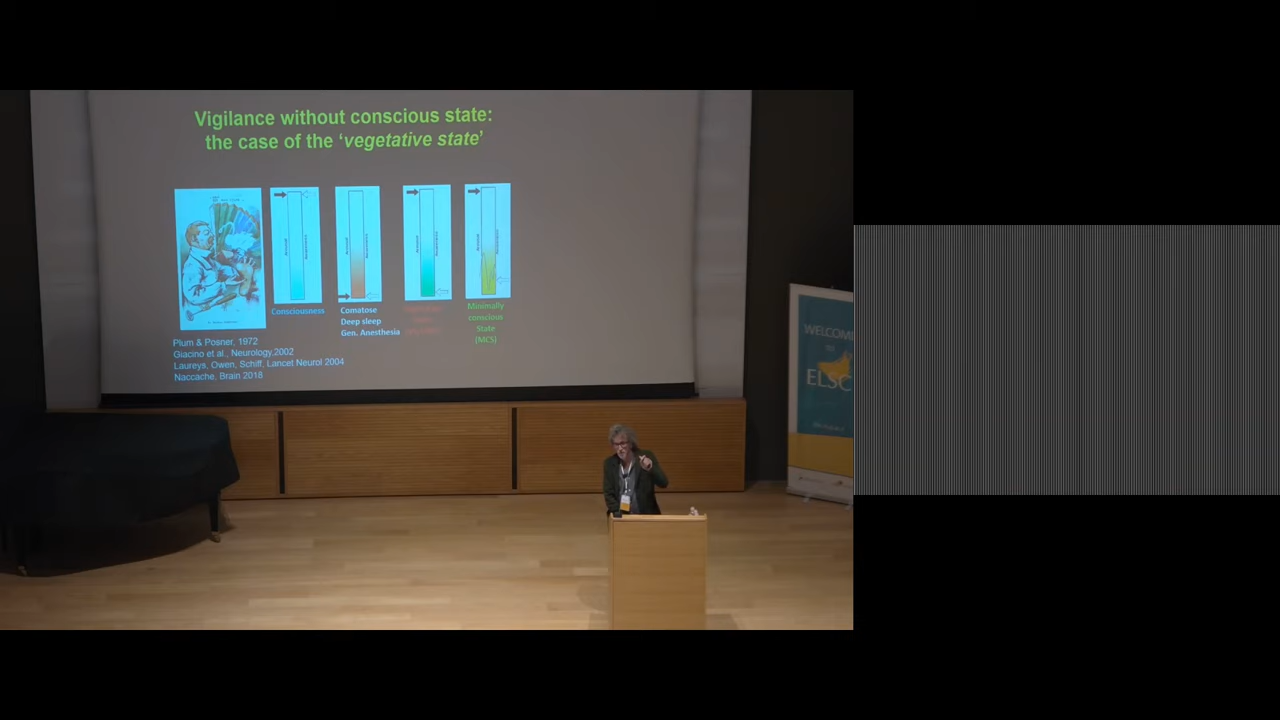 Vigilance without conscious state:
the case of the ‘vegetative state’
Consciousness
Comatose
Deep sleep
Gen. Anesthesia
Minimally
conscious
State
(MCS)
Plum & Posner, 1972
Giacino et al., Neurology,2002
Laureys, Owen, Schiff, Lancet Neurol 2004
Naccache, Brain 2018
WELCOME
TO
ELSC